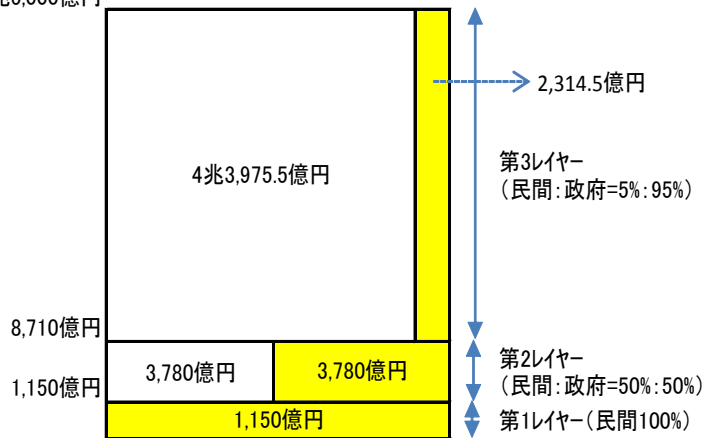 2,314.5億円
4兆3,975.5億円
第3レイヤー
(民間:政府=5%:95%)
8,710億円
3,780億円
3,780億円
第2レイヤー
(民間:政府=50%:50%)
1,150億円
1,150億円
第1レイヤー(民間100%)